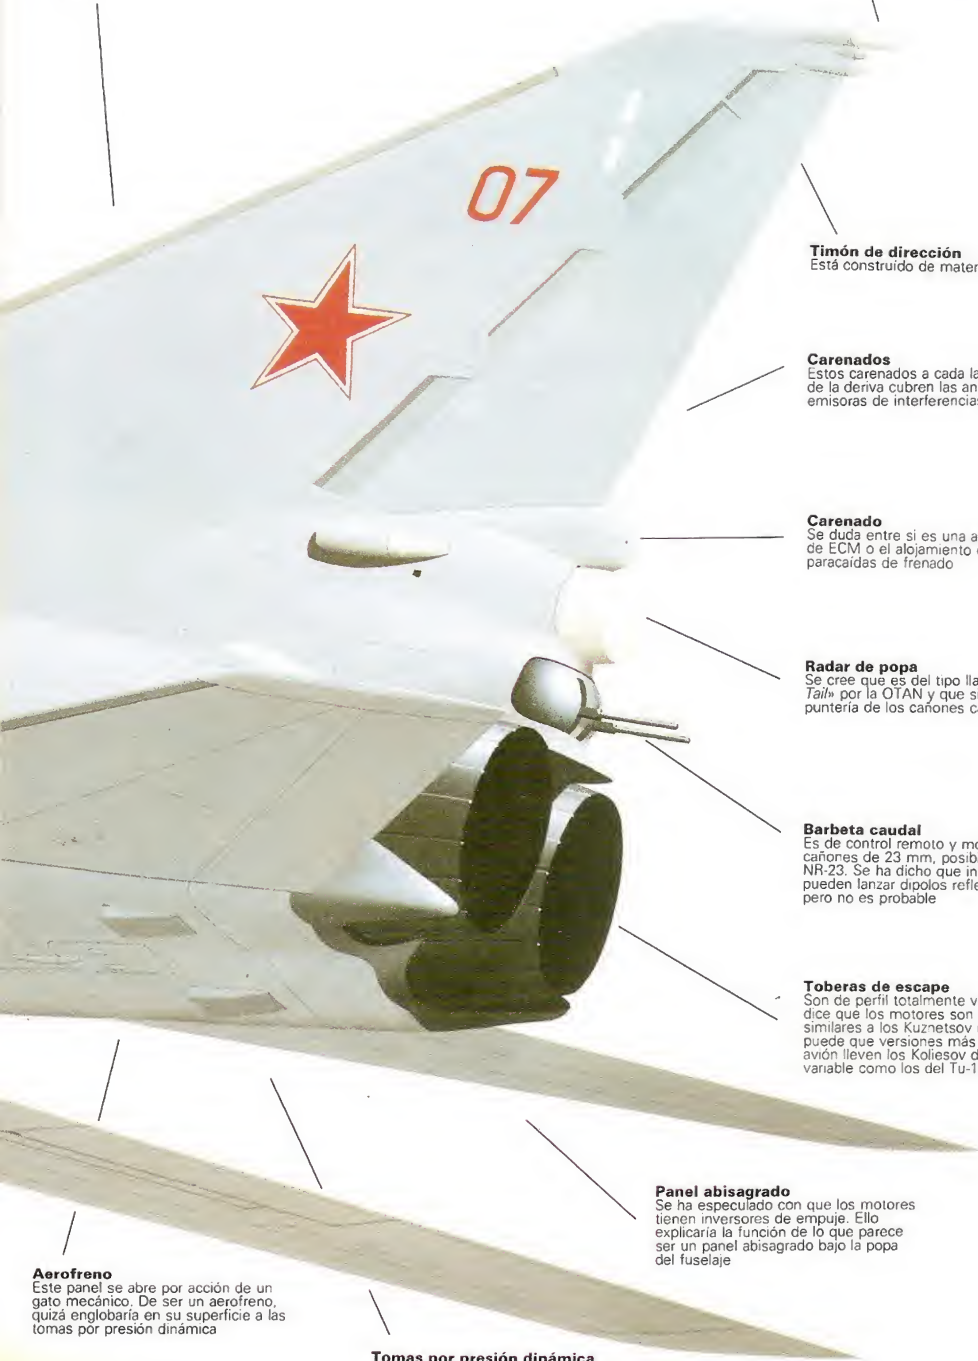 07
Timón de dirección
Está construido de mater
Carenados
Estos carenados a cada la
de la deriva cubren las an
emisoras de interferencias
Carenado
Se duda entre si es una a
de ECM o el alojamiento
paracaídas de frenado
Radar de popa
Se cree que es del tipo lla
Tail» por la OTAN y que s
puntería de los cañones c
Barbeta caudal
Es de control remoto y mo
cañones de 23 mm, posib
NR-23. Se ha dicho que in
pueden lanzar dipolos refle
pero no es probable
Toberas de escape
Son de perfil totalmente v
dice que los motores son
similares a los Kuznetsov
puede que versiones más
avión lleven los Koliesov d
variable como los del Tu-1
Panel abisagrado
Se ha especulado con que los motores
tienen inversores de empuje. Ello
explicaría la función de lo que parece
ser un panel abisagrado bajo la popa
del fuselaje
Aerofreno
Este panel se abre por acción de un
gato mecánico. De ser un aerofreno,
quizá englobaría en su superficie a las
tomas por presión dinámica
Tomas por presión dinámica